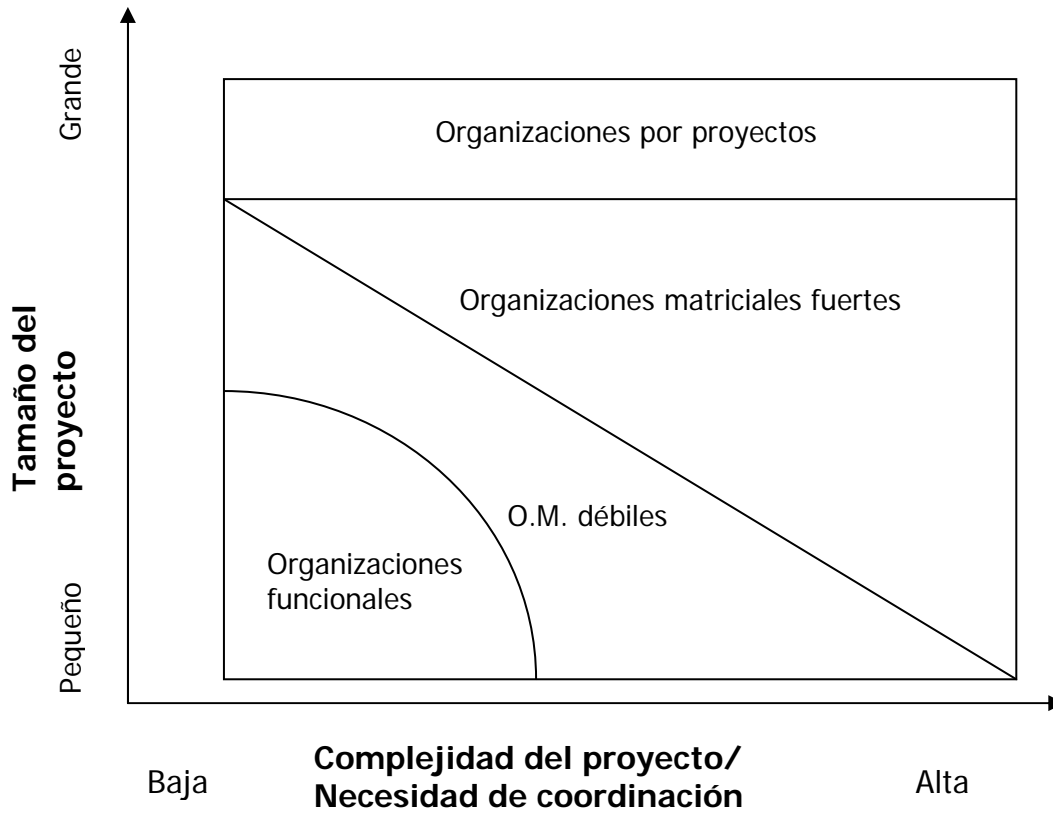 Grande
Organizaciones por proyectos
Organizaciones matriciales fuertes
Tamaño del
proyecto
O.M. débiles
Organizaciones
funcionales
Pequeño
Complejidad del proyecto/
Necesidad de coordinación
Baja
Alta